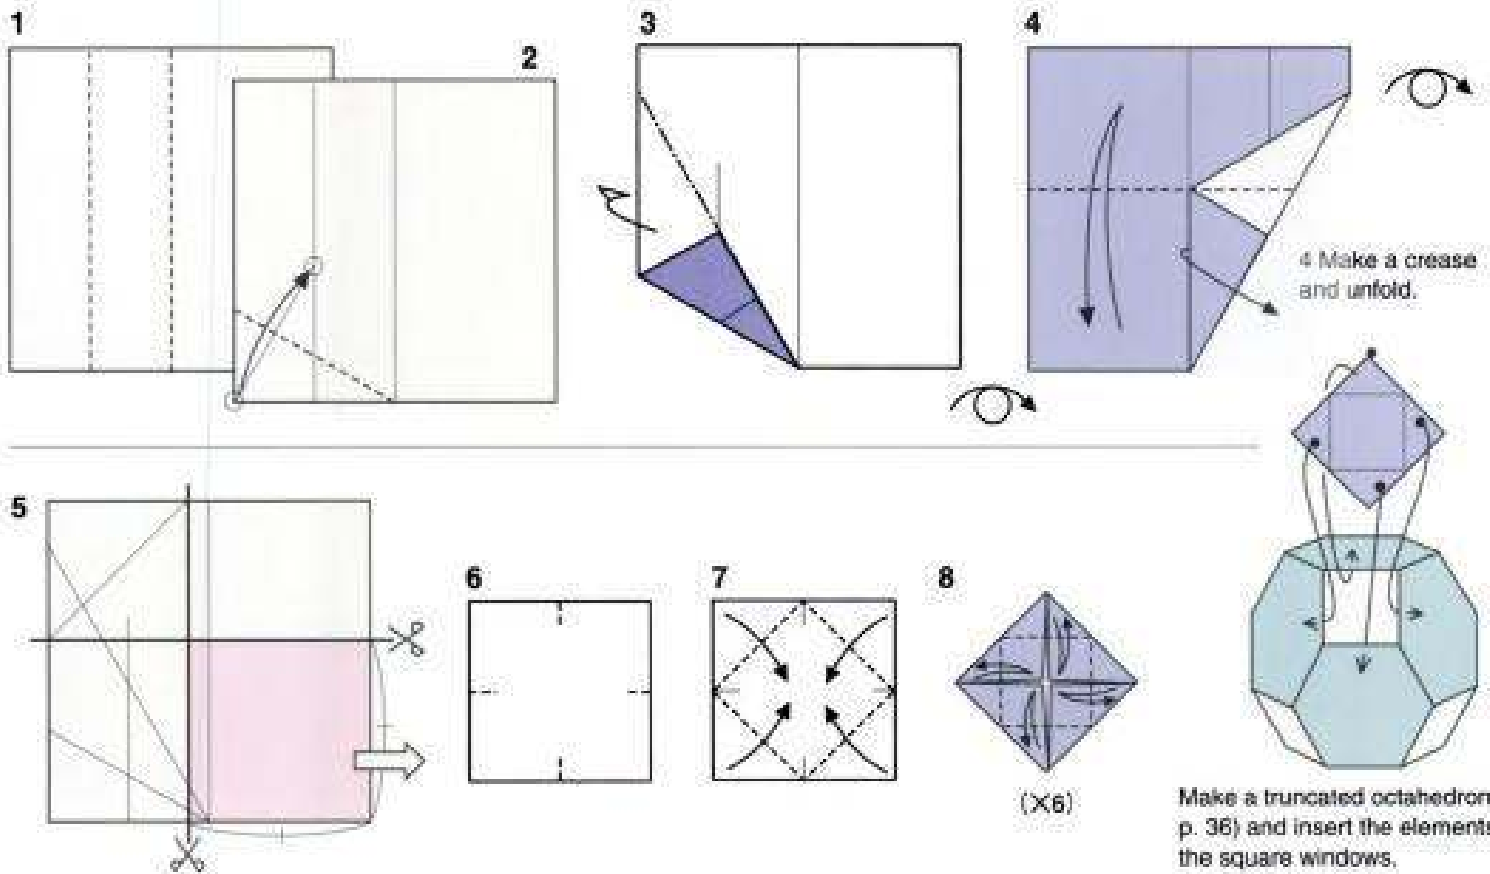 1
2
3
4
4 Make a crease
and unfold.
5
6
7
8
(×6)
Make a truncated octahedron
p. 36) and insert the elements
the square windows.